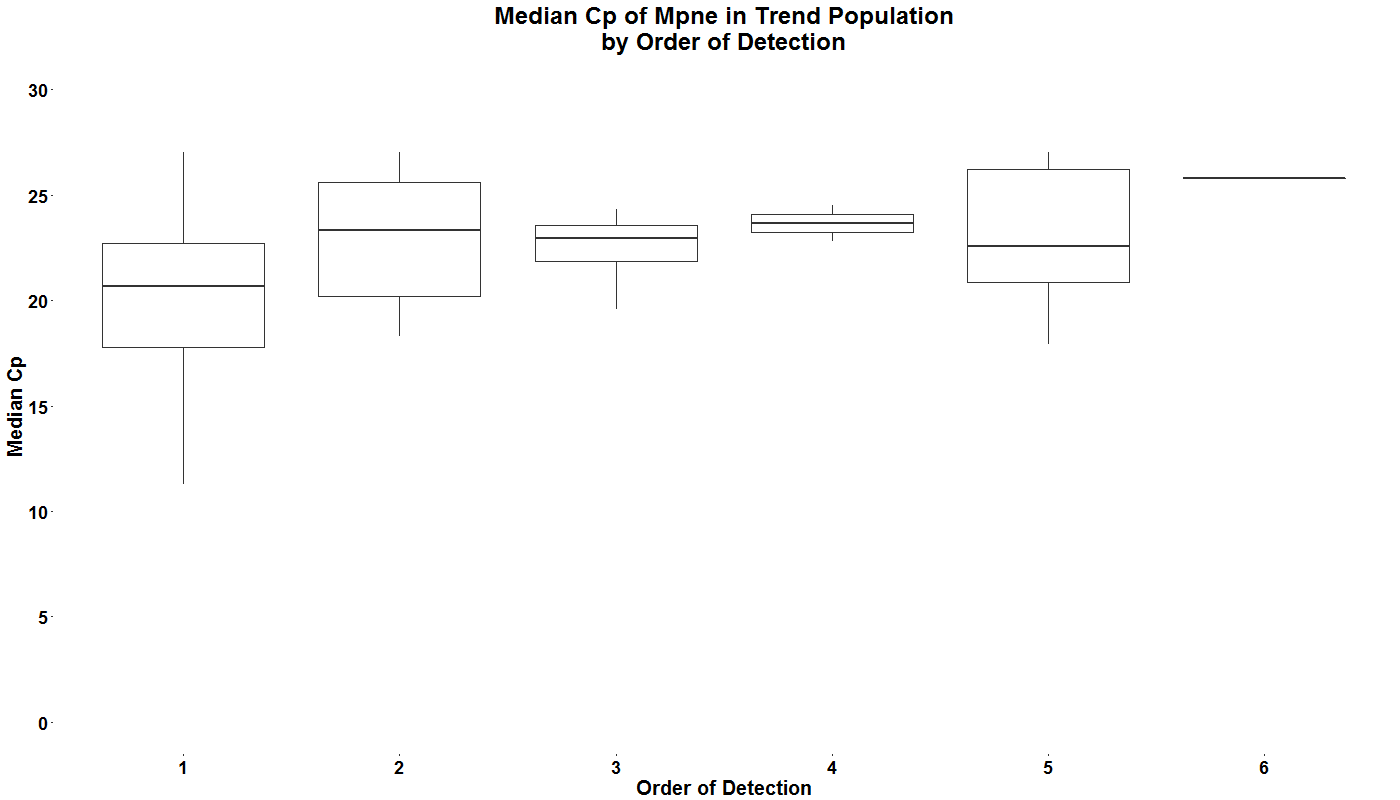 Median Cp of Mpne in Trend Population
by Order of Detection
30
25
20
15
10
5
0
Median Cp
1 2 3 4 5 6
Order of Detection